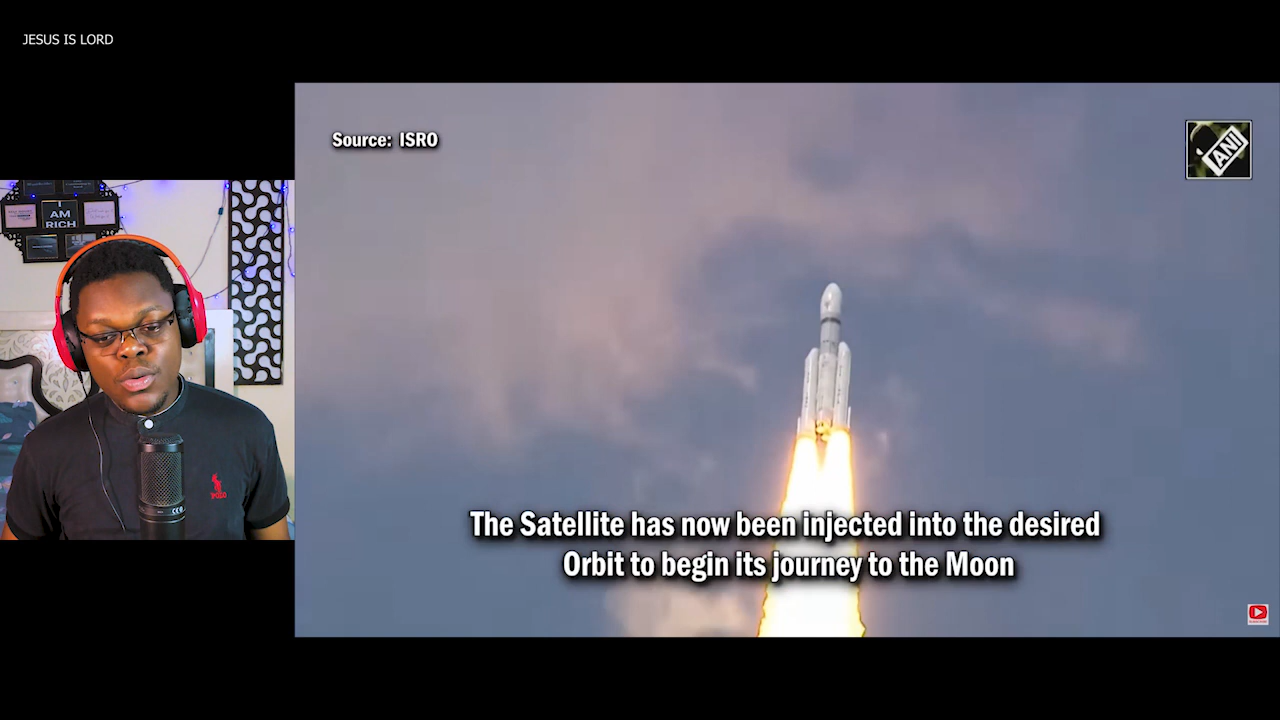 JESUS IS LORD
Source: ISRO
ANI
I
AM
RICH
POLO
The Satellite has now been injected into the desired
Orbit to begin its journey to the Moon